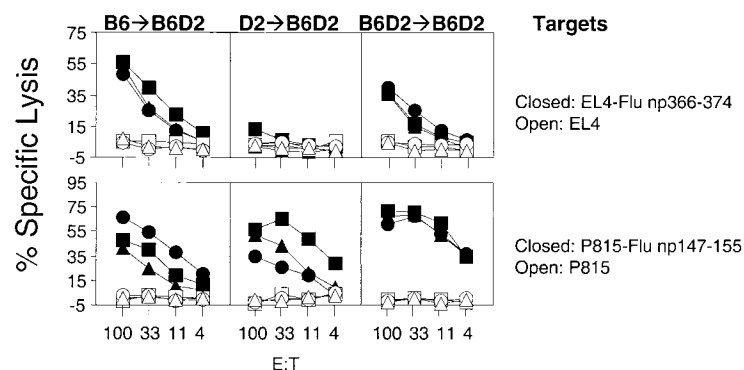 B6→B6D2 D2→B6D2 B6D2→B6D2 Targets
% Specific Lysis
75
55
35
15
-5
Closed: EL4-Flu np366-374
Open: EL4
95
75
55
35
15
-5
Closed: P815-Flu np147-155
Open: P815
100 33 11 4 100 33 11 4 100 33 11 4
E:T